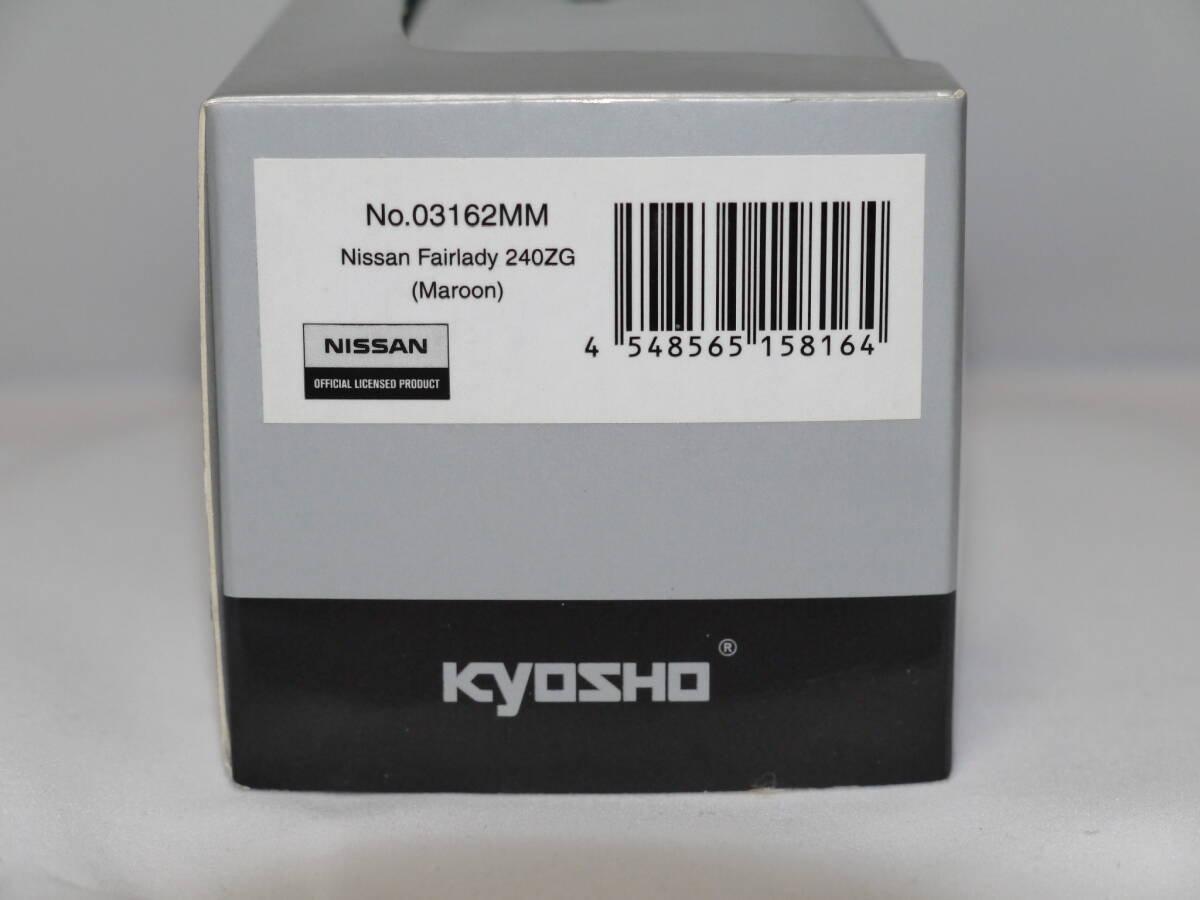 No.03162MM
Nissan Fairlady 240ZG
(Maroon)
NISSAN
OFFICIAL LICENSED PRODUCT
4 548565 158164
KYOSHO ®